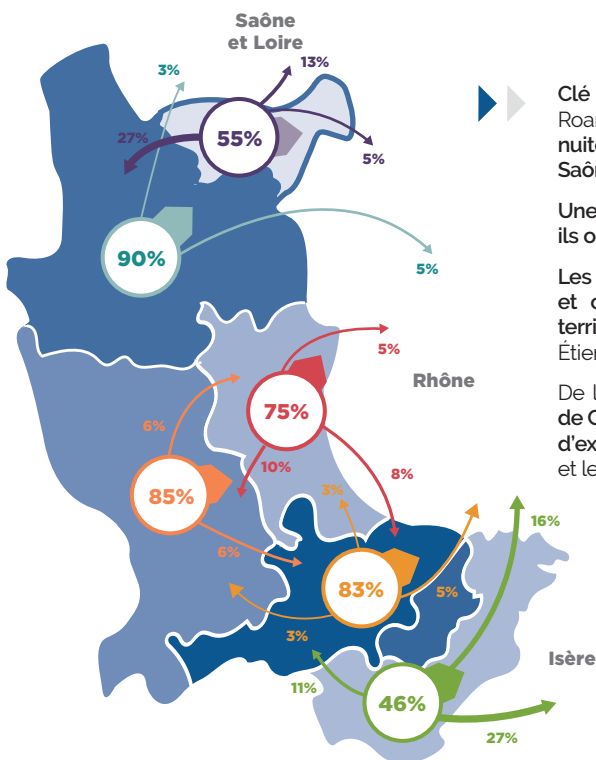 Saône
et Loire
3%
13%
27%
55%
5%
90%
5%
5%
Rhône
75%
6%
10%
8%
85%
3%
6%
16%
83%
5%
3%
Isère
11%
46%
27%
Clé
nuit
Saôn
Une
ils o
Les
et
terri
Étien
De
de
d'ex
et le